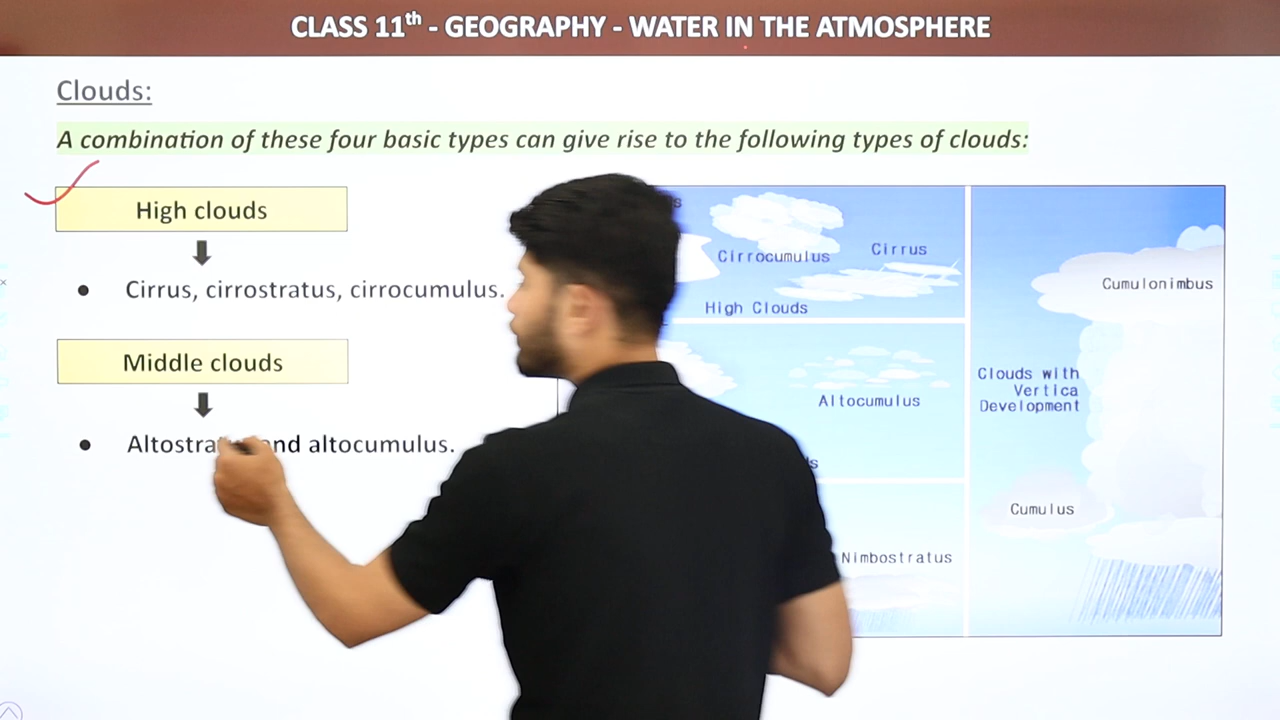 CLASS 11th - GEOGRAPHY - WATER IN THE ATMOSPHERE
Clouds:
A combination of these four basic types can give rise to the following types of clouds:
High clouds
Cirrus, cirrostratus, cirrocumulus.
Middle clouds
and altocumulus.
Cirrocumulus
Cirrus
High Clouds
Altocumulus
Nimbostratus
Cumulonimbus
Clouds with
Vertica
Development
Cumulus